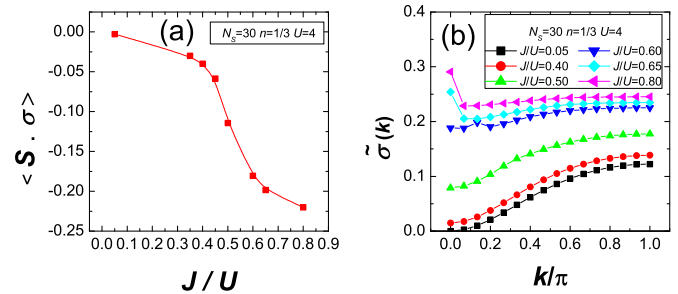 (a)
N_S=30 n=1/3 U=4
0.00
-0.05
-0.10
-0.15
-0.20
-0.25
< S . σ >
0.0 0.1 0.2 0.3 0.4 0.5 0.6 0.7 0.8 0.9
J / U
(b)
N_S=30 n=1/3 U=4
J/U=0.05 J/U=0.60
J/U=0.40 J/U=0.65
J/U=0.50 J/U=0.80
0.4
0.3
0.2
0.1
0.0
σ̃(k)
0.0 0.2 0.4 0.6 0.8 1.0
k/π